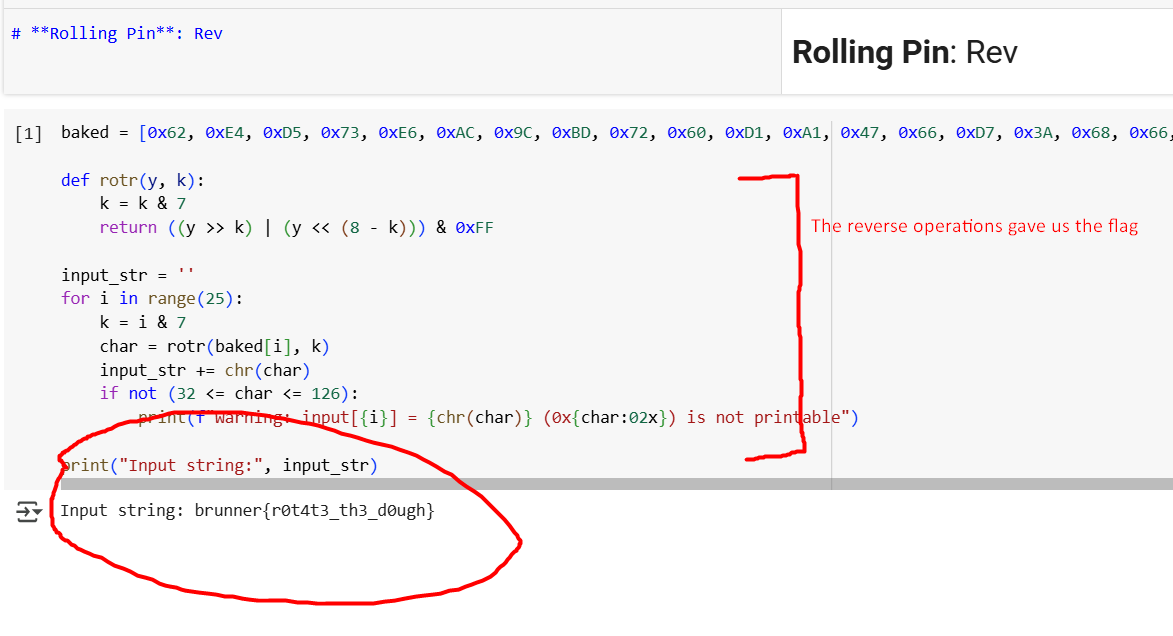 # **Rolling Pin**: Rev
Rolling Pin: Rev
[1] baked = [0x62, 0xE4, 0xD5, 0x73, 0xE6, 0xAC, 0x9C, 0xBD, 0x72, 0x60, 0xD1, 0xA1, 0x47, 0x66, 0xD7, 0x3A, 0x68, 0x66,
def rotr(y, k):
    k = k & 7
    return ((y >> k) | (y << (8 - k))) & 0xFF
The reverse operations gave us the flag
input_str = ''
for i in range(25):
    k = i & 7
    char = rotr(baked[i], k)
    input_str += chr(char)
    if not (32 <= char <= 126):
        print(f"Warning: input[{i}] = {chr(char)} (0x{char:02x}) is not printable")
print("Input string:", input_str)
Input string: brunner{r0t4t3_th3_d0ugh}